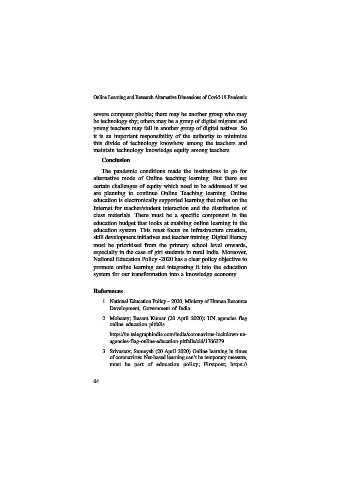 Online Learning and Research Alternative Dimensions of Covid-19 Pandemic
severe computer phobia; there may be another group who may
be technology shy; others may be a group of digital migrants and
young teachers may fall in another group of digital natives. So
it is an important responsibility of the authority to minimize
this divide of technology knowhow among the teachers and
maintain technology knowledge equity among teachers.
Conclusion
The pandemic conditions made the institutions to go for
alternative mode of Online teaching learning. But there are
certain challenges of equity which need to be addressed if we
are planning to continue Online Teaching learning. Online
education is electronically supported learning that relies on the
Internet for teacher/student interaction and the distribution of
class materials. There must be a specific component in the
education budget that looks at enabling online learning in the
education system. This must focus on infrastructure creation,
skill development initiatives and teacher training. Digital literacy
must be prioritised from the primary school level onwards,
especially in the case of girl students in rural India. Moreover,
National Education Policy -2020 has a clear policy objective to
promote online learning and integrating it into the education
system for our transformation into a knowledge economy.
References
1 National Education Policy – 2020, Ministry of Human Resource
Development, Government of India.
2 Mohanty; Basant Kumar (20 April 2020); UN agencies flag
online education pitfalls
https://m.telegraphindia.com/india/coronavirus-lockdown-un-
agencies-flag-online-education-pitfalls/cid/1766379
3 Srivastav, Sumeysh (20 April 2020) Online learning in times
of coronavirus: Net-based learning can't be temporary measure,
must be part of education policy; Firstpost; https://
64